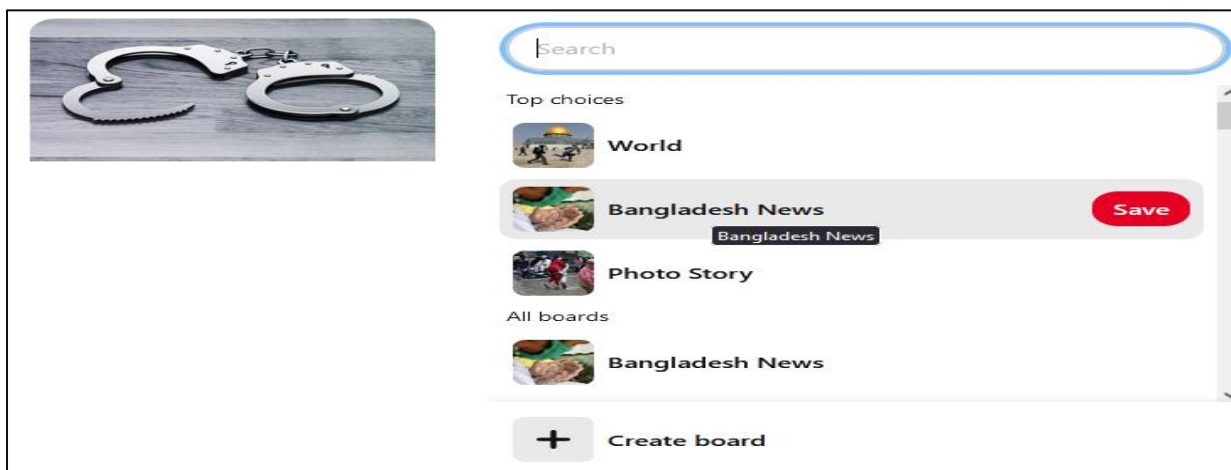 Search
Top choices
World
Bangladesh News
Save
Bangladesh News
Photo Story
All boards
Bangladesh News
Create board